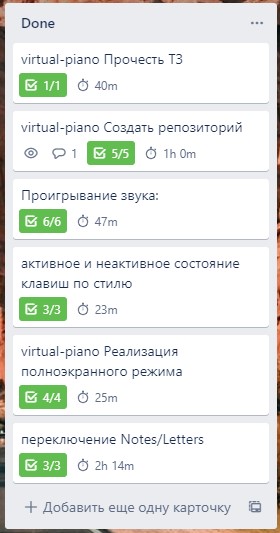 Done
virtual-piano Прочесть ТЗ
1/1 40m
virtual-piano Создать репозиторий
1 5/5 1h 0m
Проигрывание звука:
6/6 47m
активное и неактивное состояние
клавиш по стилю
3/3 23m
virtual-piano Реализация
полноэкранного режима
4/4 25m
переключение Notes/Letters
3/3 2h 14m
+ Добавить еще одну карточку